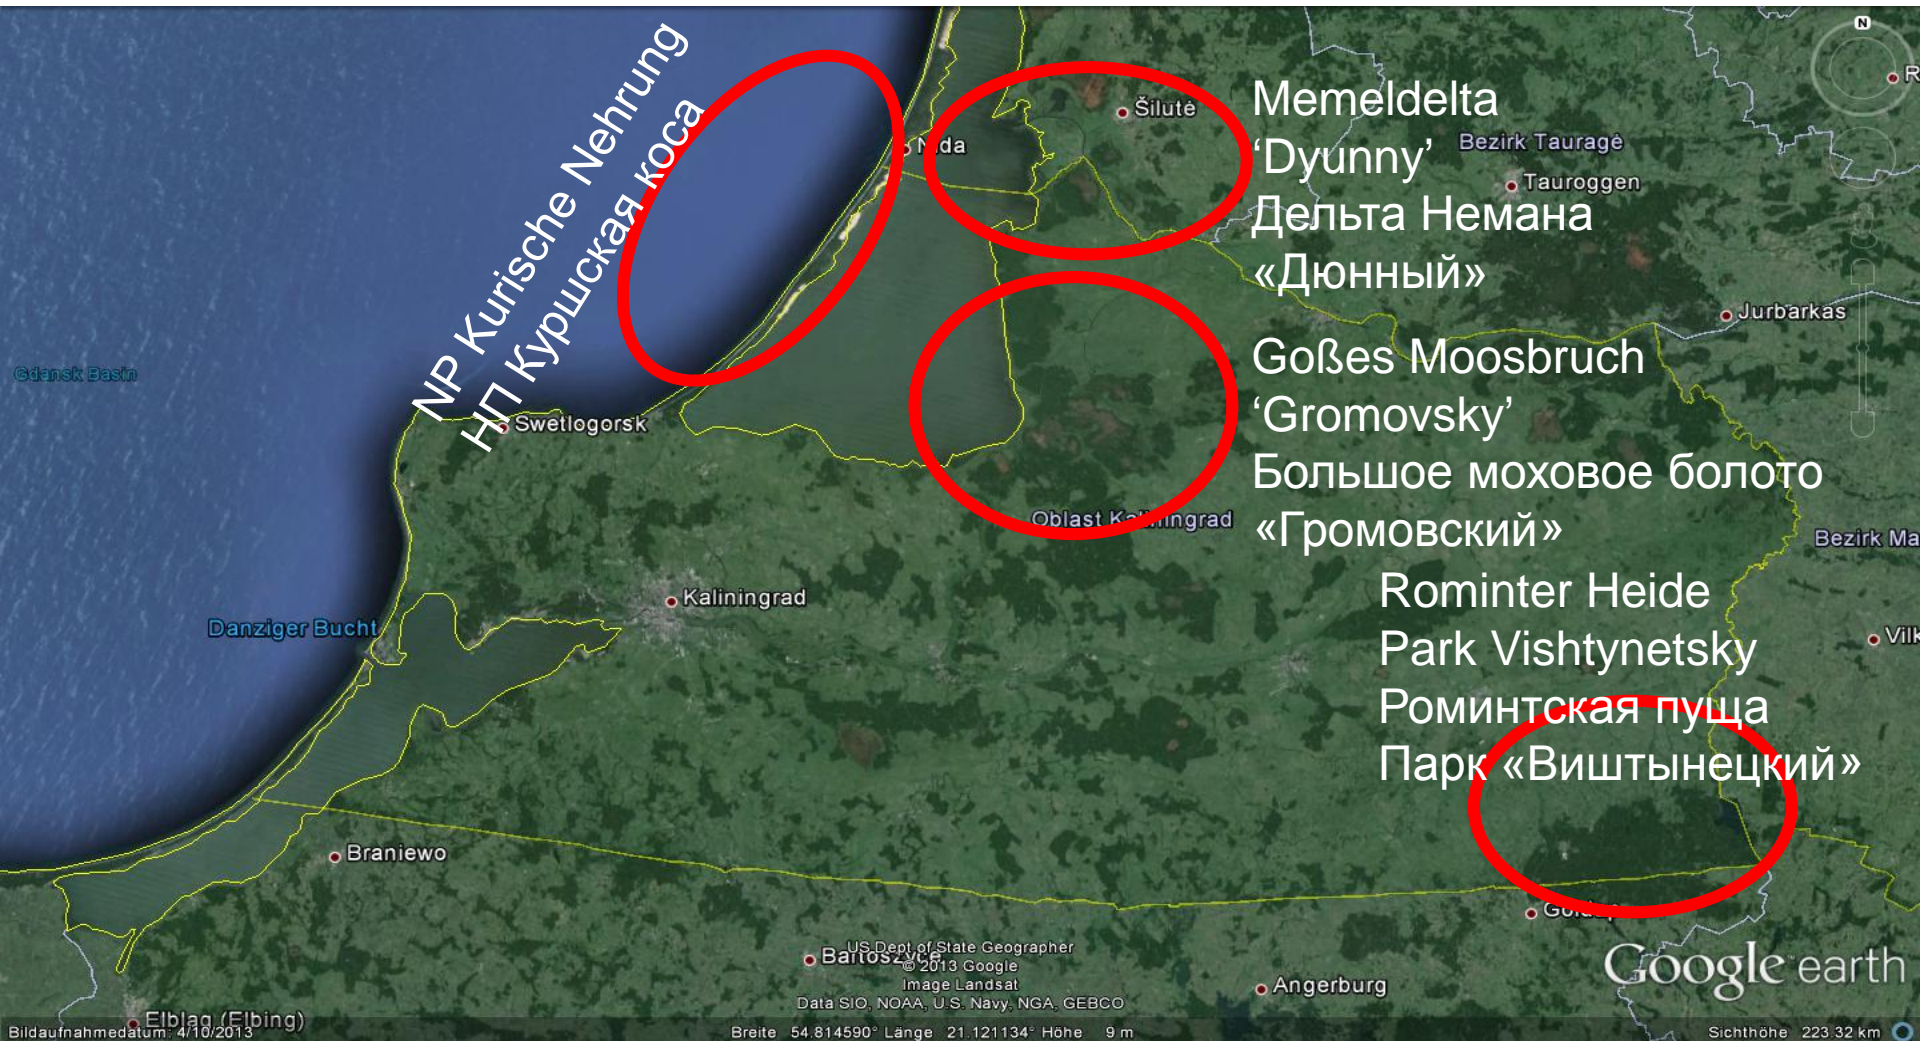 NP Kurische Nehrung
НП Куршская коса
Šilutė
Nida
Memeldelta
‘Dyunny’
Дельта Немана
«Дюнный»
Bezirk Tauragė
Tauroggen
Jurbarkas
Gdansk Basin
Swetlogorsk
Goßes Moosbruch
‘Gromovsky’
Большое моховое болото
«Громовский»
Oblast Kaliningrad
Bezirk Ma
Kaliningrad
Danziger Bucht
Vilk
Rominter Heide
Park Vishtynetsky
Роминтская пуща
Парк «Виштынецкий»
Braniewo
Bartoszyce
Angerburg
Elbląg (Elbing)
US Dept of State Geographer
© 2013 Google
Image Landsat
Data SIO, NOAA, U.S. Navy, NGA, GEBCO
Google earth
Bildaufnahmedatum: 4/10/2013
Breite 54.814590° Länge 21.121134° Höhe 9 m
Sichthöhe 223.32 km
N
R